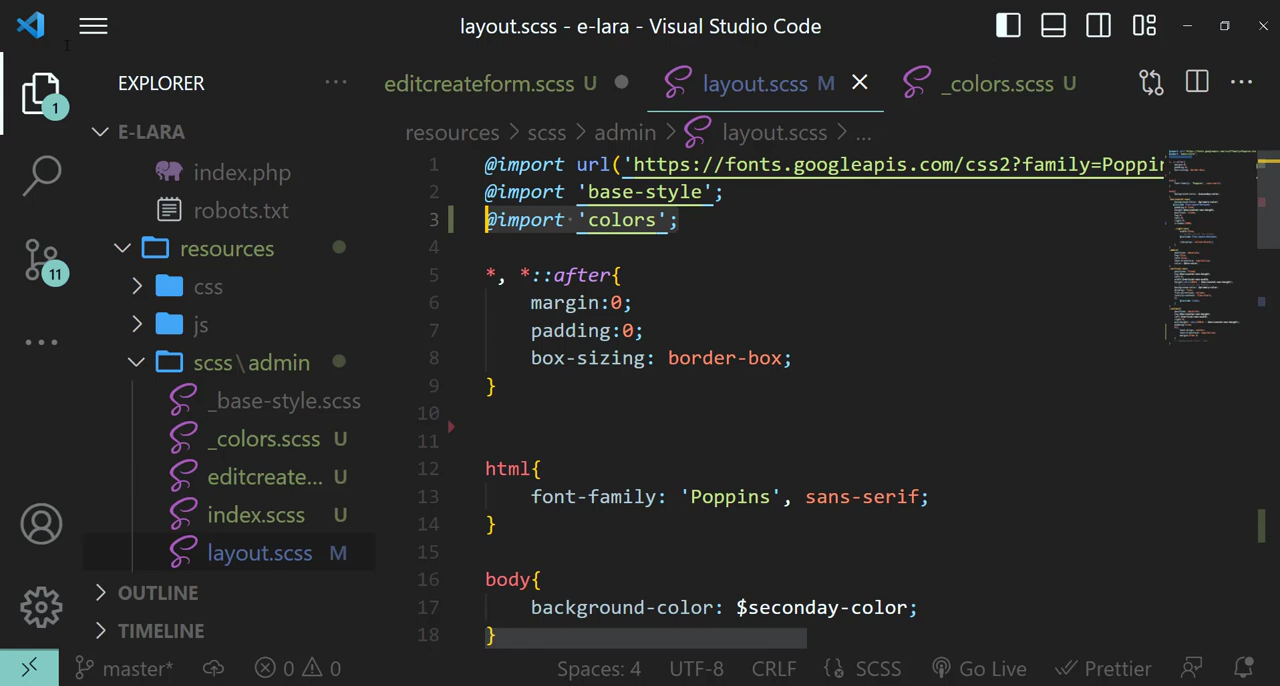 layout.scss - e-lara - Visual Studio Code
EXPLORER ...
editcreateform.scss U
layout.scss M
_colors.scss U
1
E-LARA
resources > scss > admin > layout.scss > ...
index.php
robots.txt
resources
css
js
scss\admin
_base-style.scss
_colors.scss U
editcreate... U
index.scss U
layout.scss M
OUTLINE
TIMELINE
11
1 @import url('https://fonts.googleapis.com/css2?family=Poppin
2 @import 'base-style';
3 @import 'colors';
4
5 *, *::after{
6 margin:0;
7 padding:0;
8 box-sizing: border-box;
9 }
10
11
12 html{
13 font-family: 'Poppins', sans-serif;
14 }
15
16 body{
17 background-color: $seconday-color;
18 }
master* 0 0 Spaces: 4 UTF-8 CRLF {} SCSS Go Live Prettier